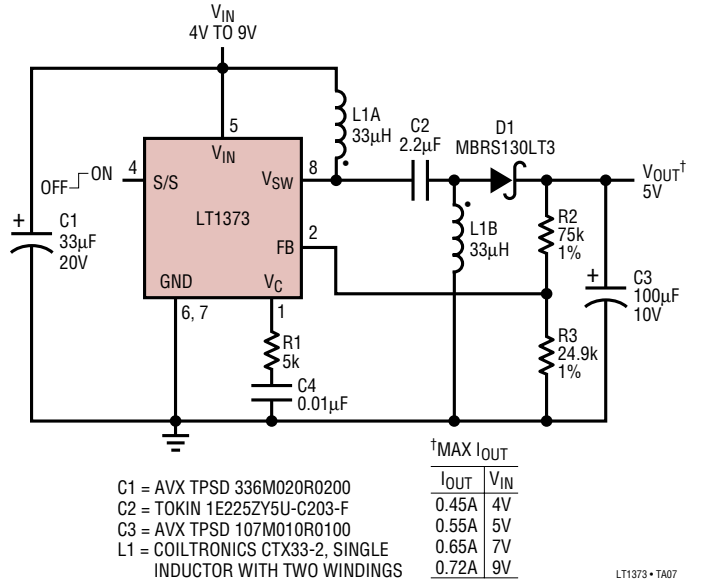 VIN
4V TO 9V
L1A
33µH
C2
2.2µF
D1
MBRS130LT3
5
VIN
4
ON
OFF
S/S
VSW
8
VOUT†
5V
LT1373
+
C1
33µF
20V
2
FB
L1B
33µH
R2
75k
1%
GND
VC
+
C3
100µF
10V
6, 7
1
R1
5k
R3
24.9k
1%
C4
0.01µF
†MAX IOUT
IOUT VIN
0.45A 4V
0.55A 5V
0.65A 7V
0.72A 9V
C1 = AVX TPSD 336M020R0200
C2 = TOKIN 1E225ZY5U-C203-F
C3 = AVX TPSD 107M010R0100
L1 = COILTRONICS CTX33-2, SINGLE
INDUCTOR WITH TWO WINDINGS
LT1373 • TA07